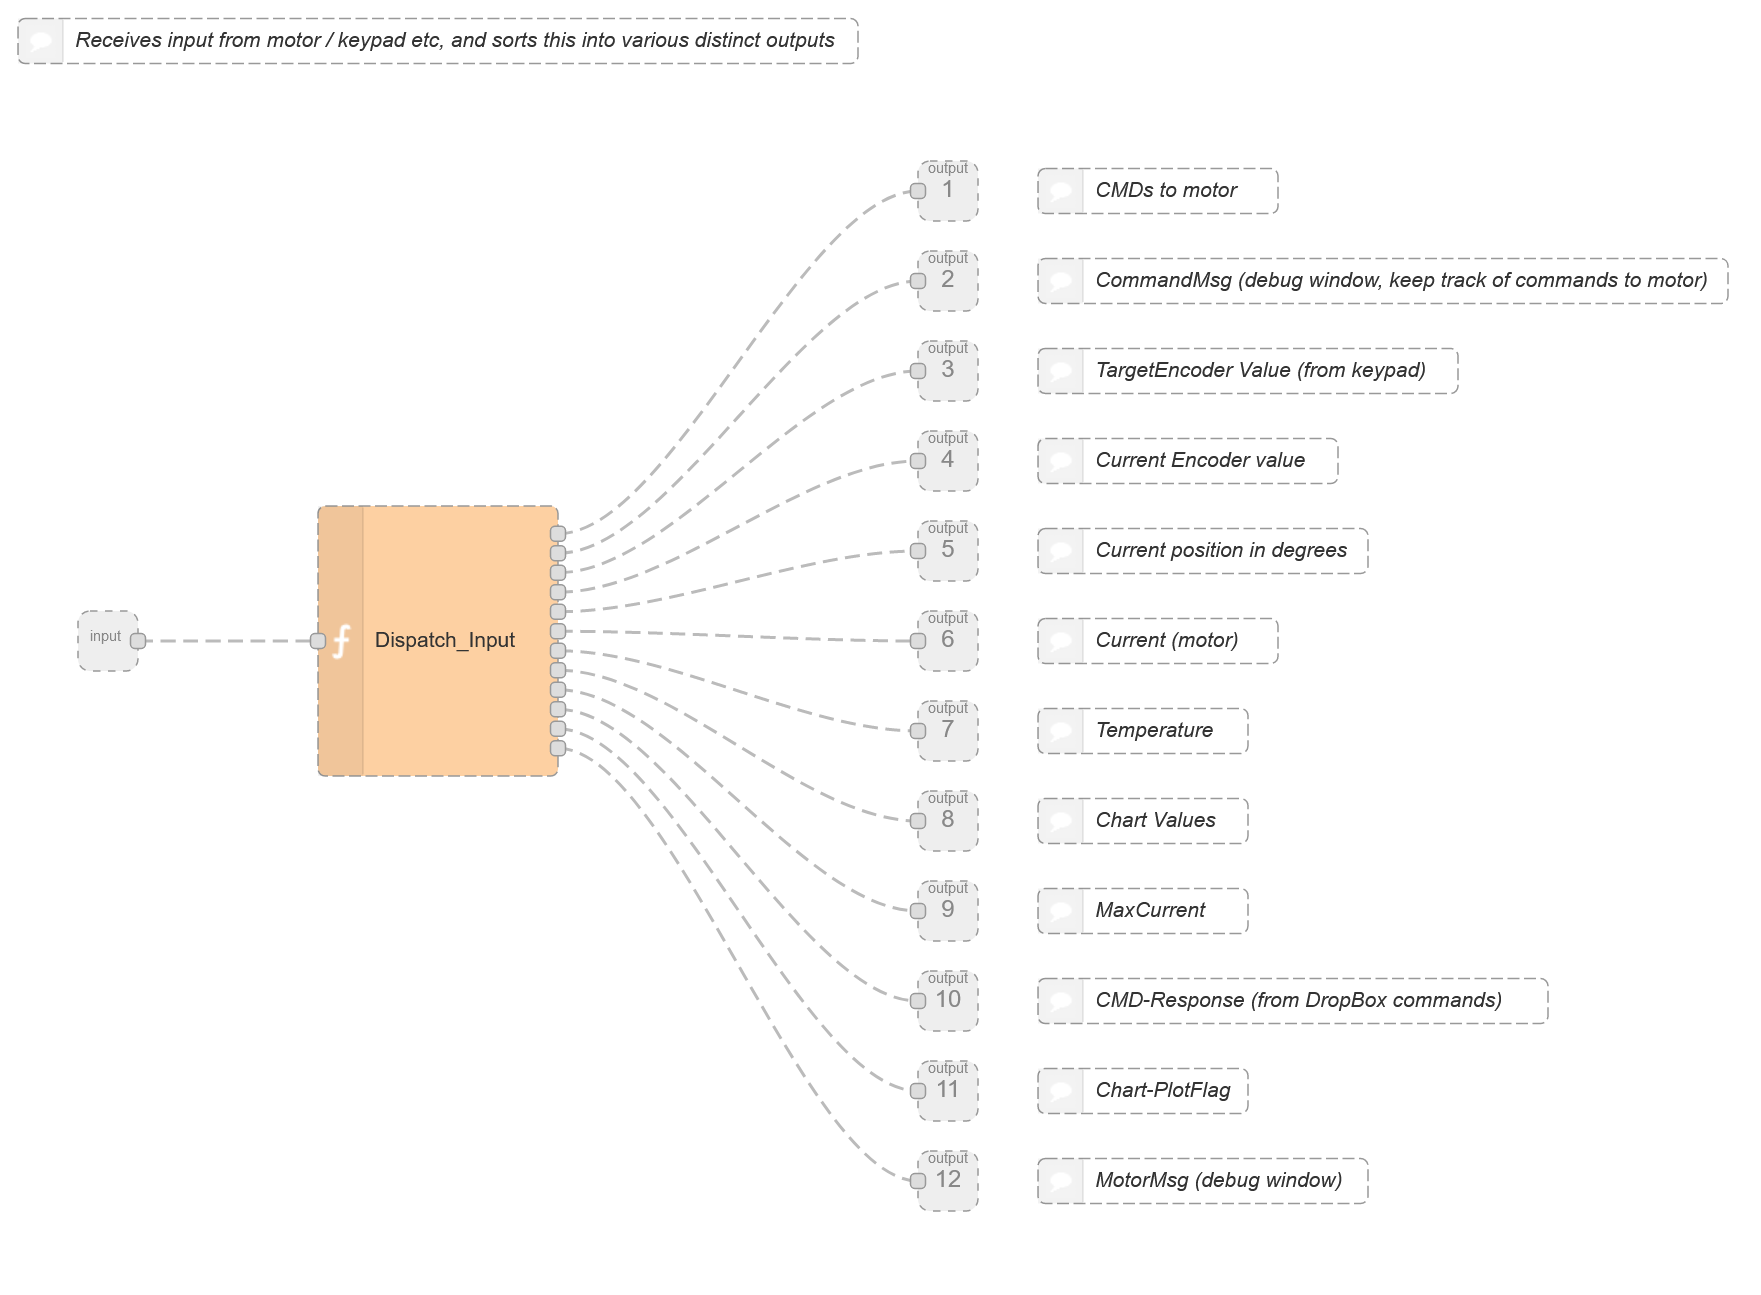 Receives input from motor / keypad etc, and sorts this into various distinct outputs
output
1
CMDs to motor
output
2
CommandMsg (debug window, keep track of commands to motor)
output
3
TargetEncoder Value (from keypad)
output
4
Current Encoder value
output
5
Current position in degrees
input
Dispatch_Input
output
6
Current (motor)
output
7
Temperature
output
8
Chart Values
output
9
MaxCurrent
output
10
CMD-Response (from DropBox commands)
output
11
Chart-PlotFlag
output
12
MotorMsg (debug window)